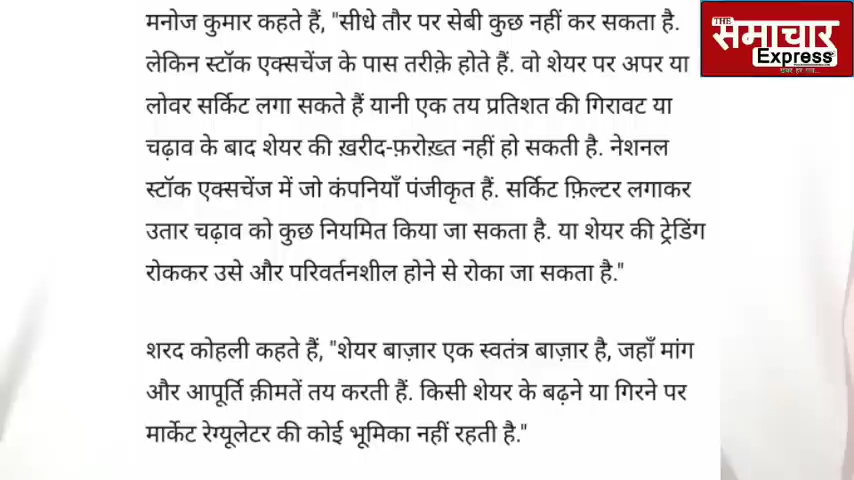 THE
समाचार
Express
मनोज कुमार कहते हैं, "सीधे तौर पर सेबी कुछ नहीं कर सकता है.
लेकिन स्टॉक एक्सचेंज के पास तरीक़े होते हैं. वो शेयर पर अपर या
लोवर सर्किट लगा सकते हैं यानी एक तय प्रतिशत की गिरावट या
चढ़ाव के बाद शेयर की ख़रीद-फ़रोख़्त नहीं हो सकती है. नेशनल
स्टॉक एक्सचेंज में जो कंपनियाँ पंजीकृत हैं. सर्किट फ़िल्टर लगाकर
उतार चढ़ाव को कुछ नियमित किया जा सकता है. या शेयर की ट्रेडिंग
रोककर उसे और परिवर्तनशील होने से रोका जा सकता है."
शरद कोहली कहते हैं, "शेयर बाज़ार एक स्वतंत्र बाज़ार है, जहाँ मांग
और आपूर्ति क़ीमतें तय करती हैं. किसी शेयर के बढ़ने या गिरने पर
मार्केट रेग्यूलेटर की कोई भूमिका नहीं रहती है."